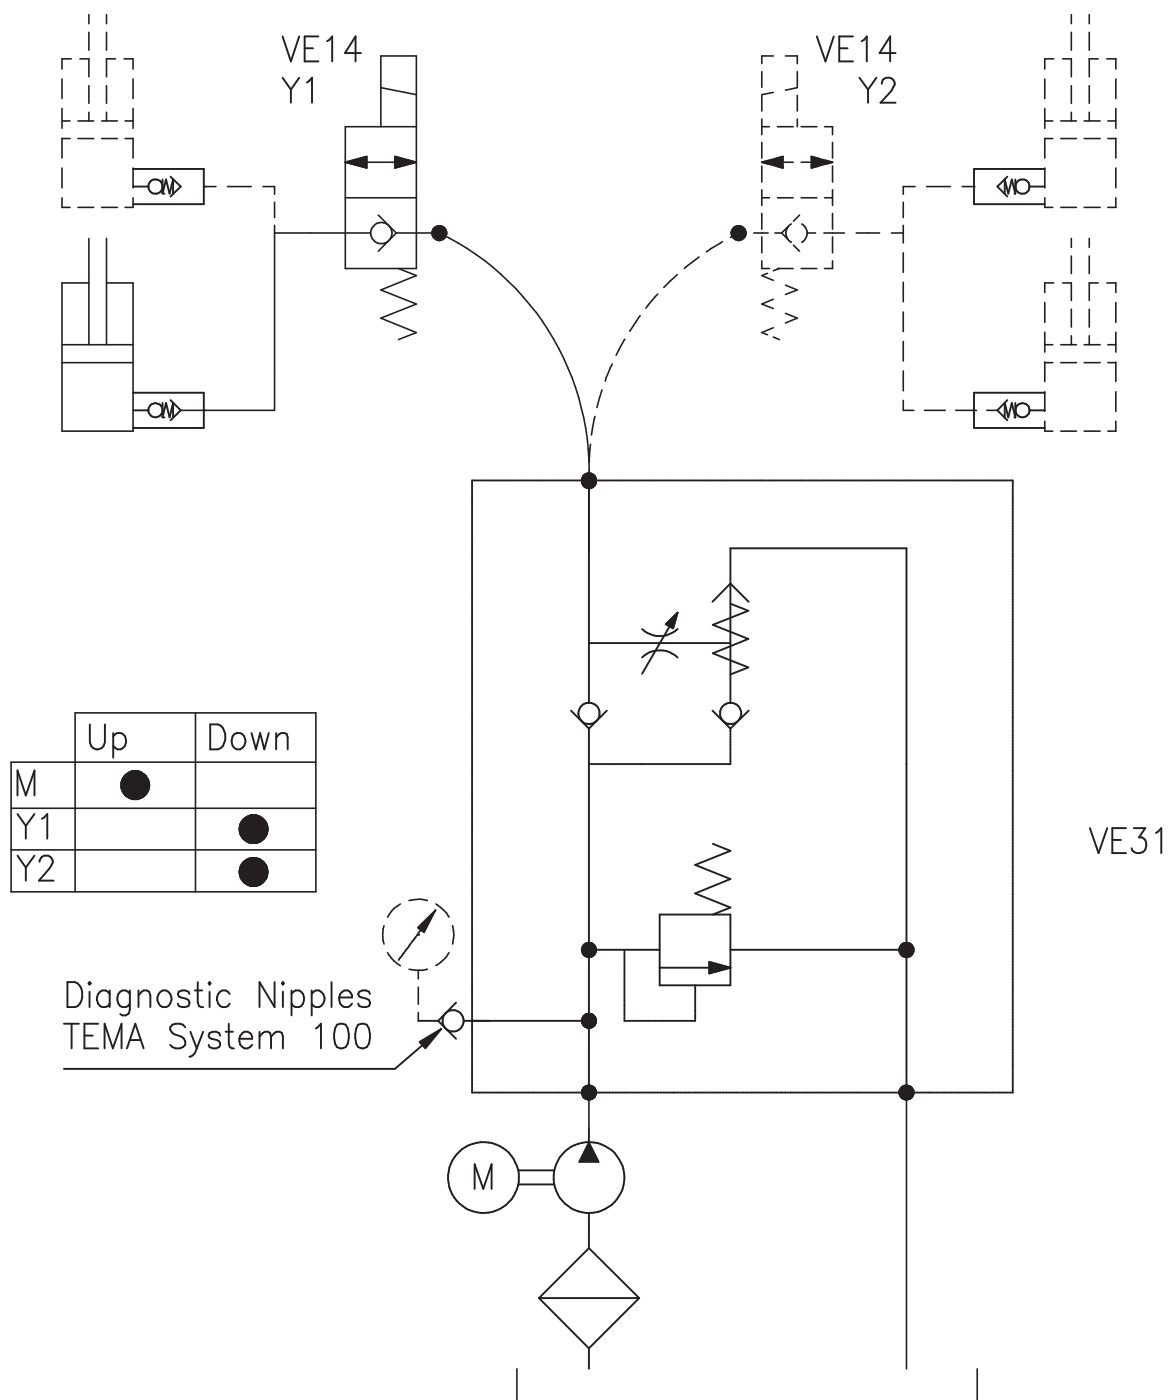 VE14
Y1
VE14
Y2
Up Down
M
Y1
Y2
VE31
Diagnostic Nipples
TEMA System 100
M